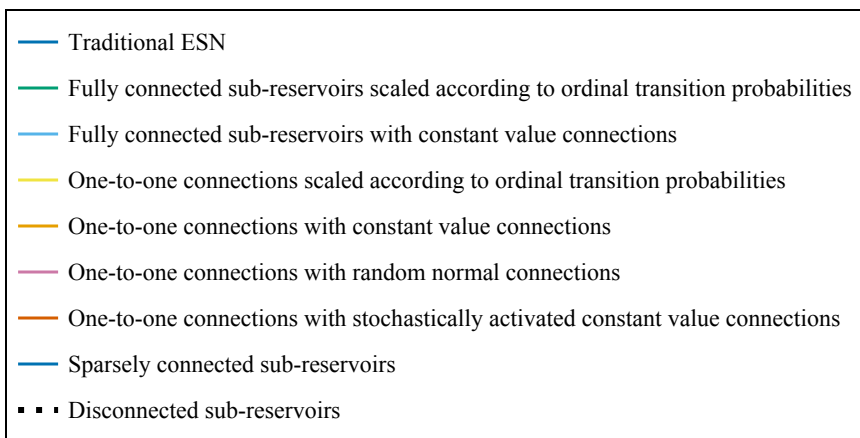 Traditional ESN
Fully connected sub-reservoirs scaled according to ordinal transition probabilities
Fully connected sub-reservoirs with constant value connections
One-to-one connections scaled according to ordinal transition probabilities
One-to-one connections with constant value connections
One-to-one connections with random normal connections
One-to-one connections with stochastically activated constant value connections
Sparsely connected sub-reservoirs
Disconnected sub-reservoirs